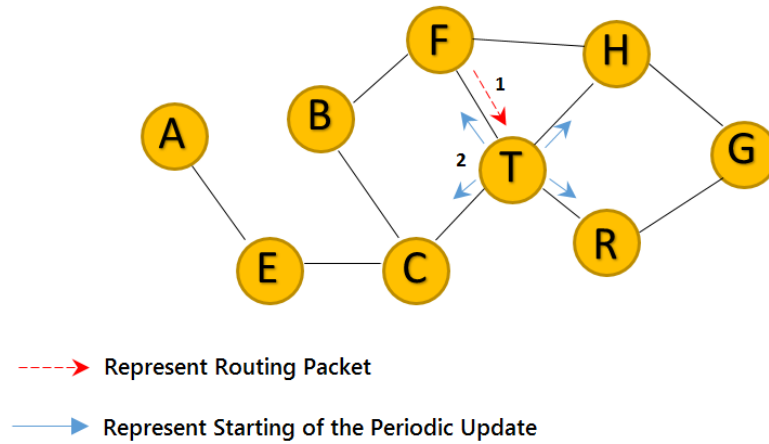 F
H
A
B
1
T
G
2
E
C
R
Represent Routing Packet
Represent Starting of the Periodic Update